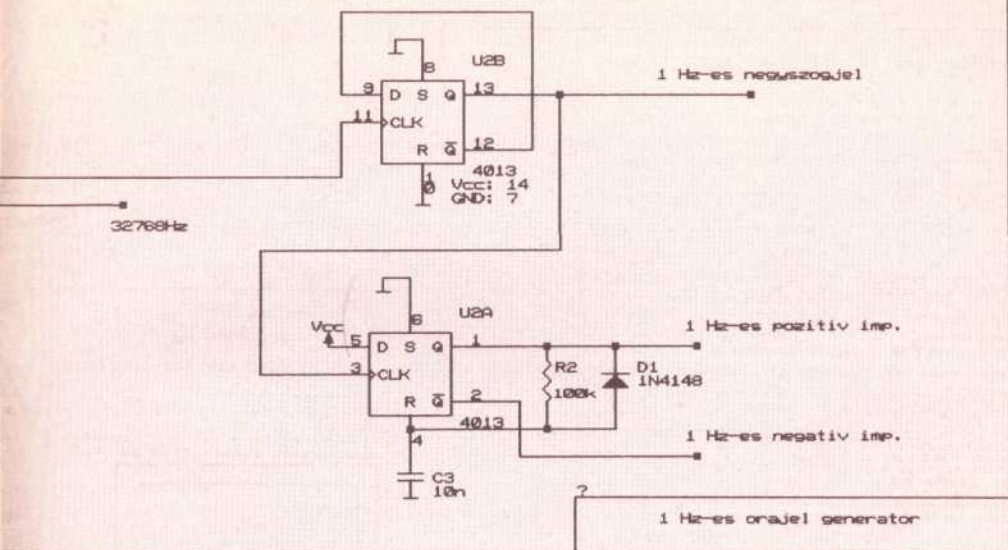 8
U2B
1 Hz-es negyszogjel
9 D S Q 13
11 CLK
R Q 12
10
4013
Vcc: 14
GND: 7
32768Hz
6
U2A
Vcc
1 Hz-es pozitiv imp.
5 D S Q 1
3 CLK
R2
100k
D1
1N4148
R Q 2
4013
4
1 Hz-es negativ imp.
C3
10n
?
1 Hz-es orajel generator